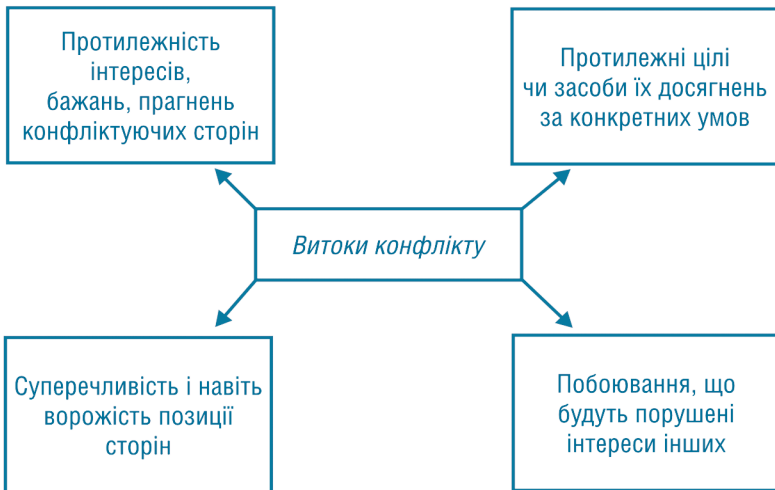 Протилежність
інтересів,
бажань, прагнень
конфліктуючих сторін
Протилежні цілі
чи засоби їх досягнень
за конкретних умов
Витоки конфлікту
Суперечливість і навіть
ворожість позиції
сторін
Побоювання, що
будуть порушені
інтереси інших